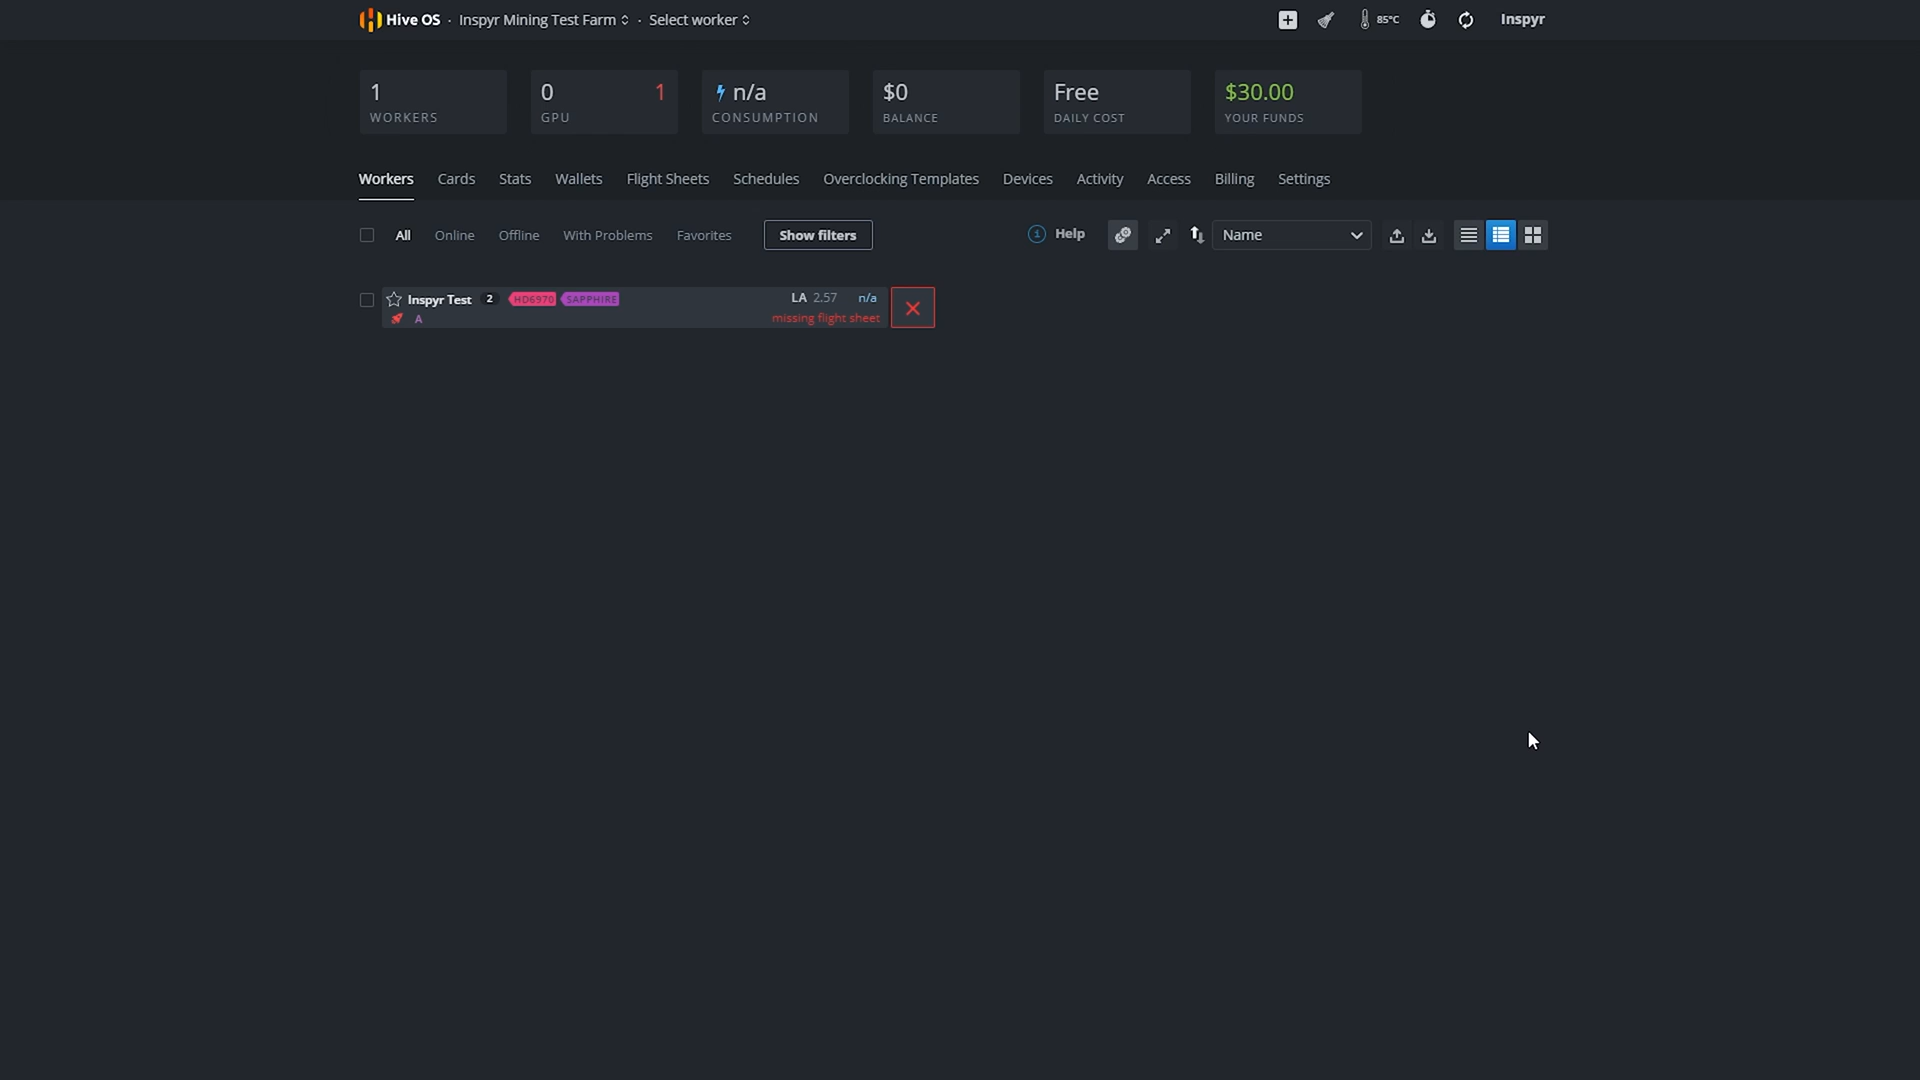 Hive OS · Inspyr Mining Test Farm · Select worker 85°C Inspyr
1 0 1 n/a $0 Free $30.00
WORKERS GPU CONSUMPTION BALANCE DAILY COST YOUR FUNDS
Workers Cards Stats Wallets Flight Sheets Schedules Overclocking Templates Devices Activity Access Billing Settings
All Online Offline With Problems Favorites Show filters Help Name
Inspyr Test 2 HD6970 SAPPHIRE LA 2.57 n/a
A missing flight sheet